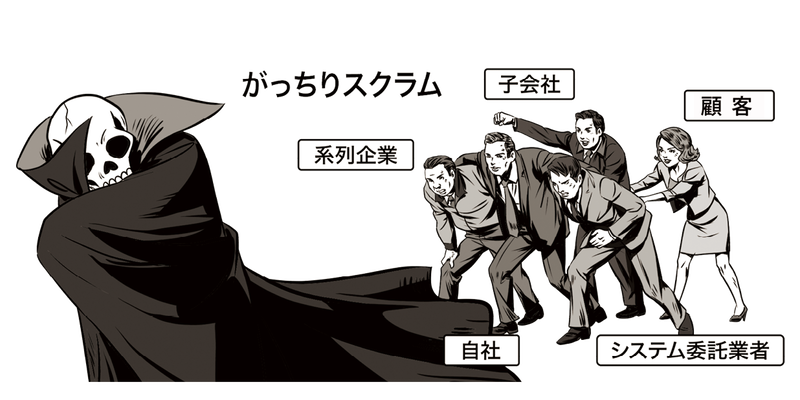 がっちりスクラム
子会社
顧客
系列企業
自社
システム委託業者